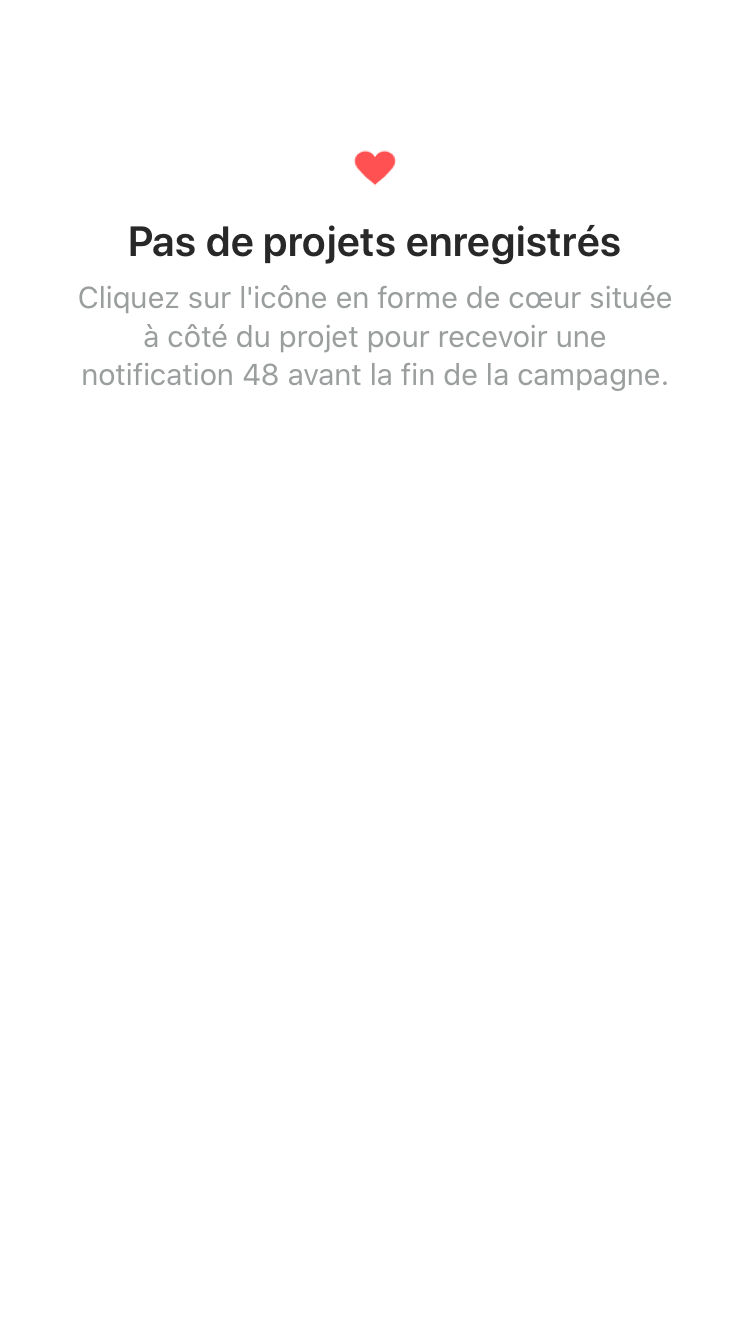 Pas de projets enregistrés
Cliquez sur l'icône en forme de cœur située
à côté du projet pour recevoir une
notification 48 avant la fin de la campagne.